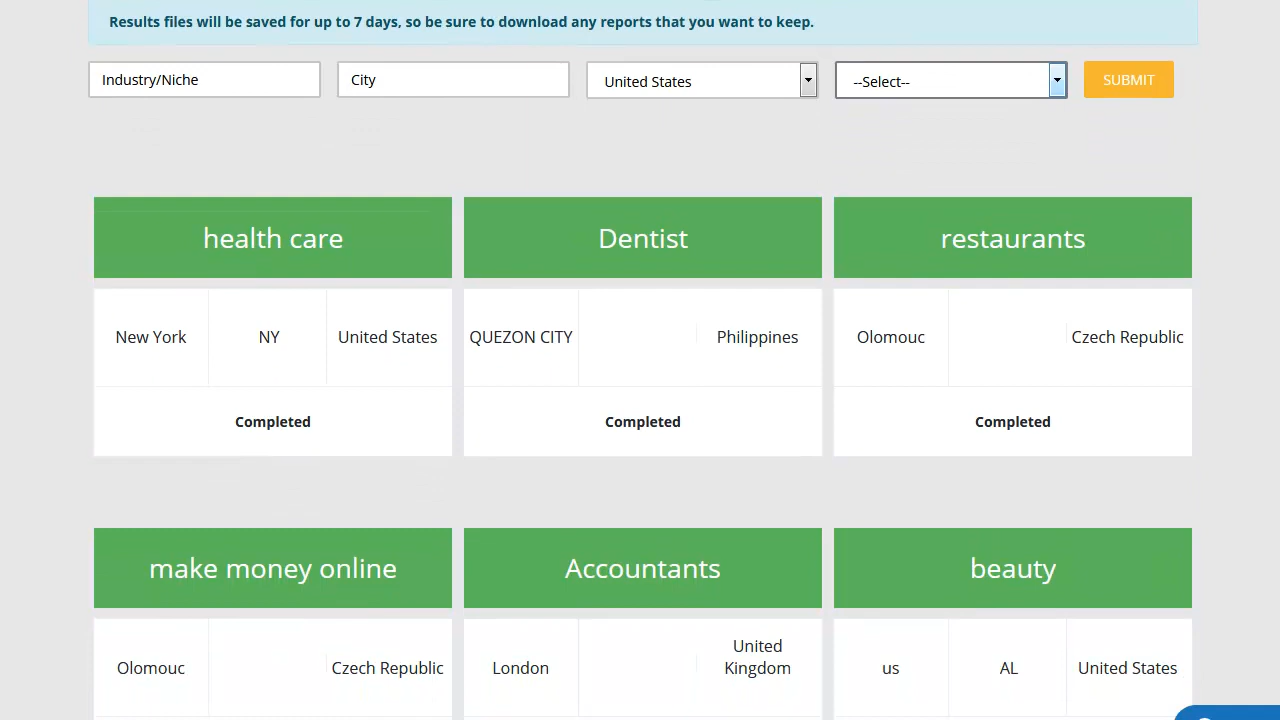 Results files will be saved for up to 7 days, so be sure to download any reports that you want to keep.
Industry/Niche City United States --Select-- SUBMIT
health care Dentist restaurants
New York NY United States QUEZON CITY Philippines Olomouc Czech Republic
Completed Completed Completed
make money online Accountants beauty
Olomouc Czech Republic London United Kingdom us AL United States